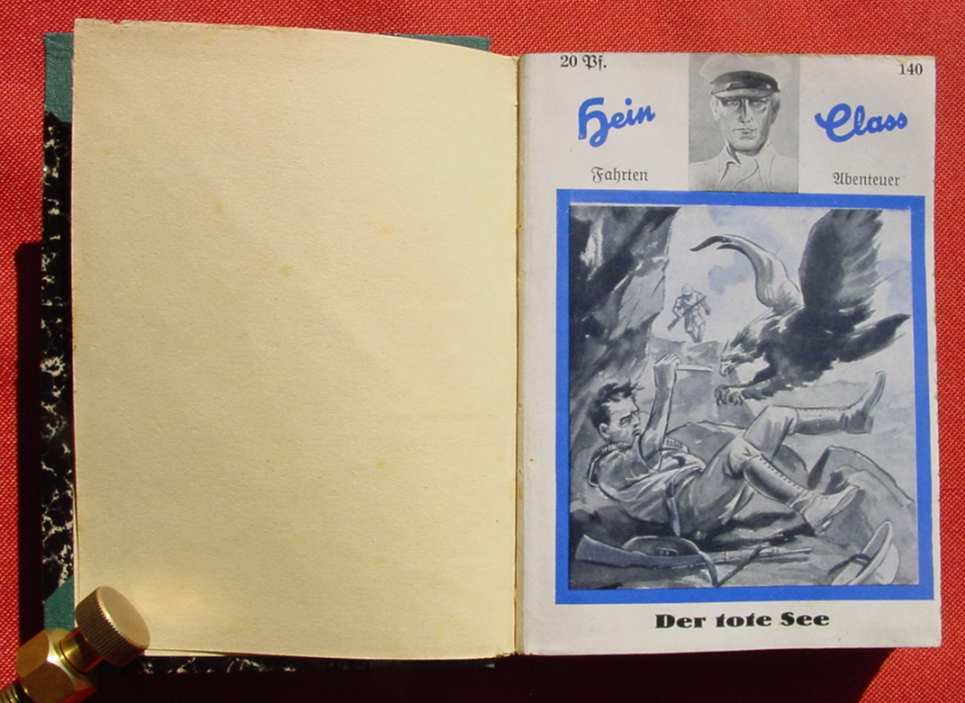 20 Pf.
140
Hein Class
Fahrten Abenteuer
Der tote See